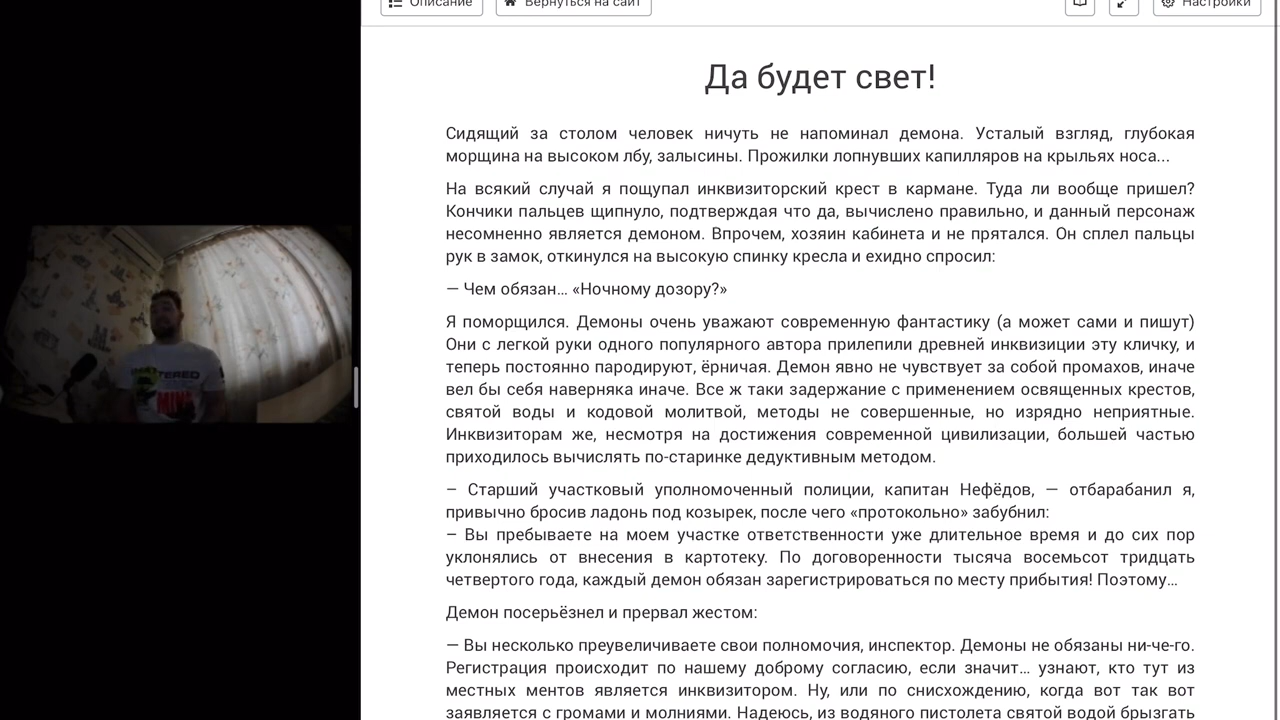 Описание
Вернуться на сайт
Настройки
Да будет свет!
Сидящий за столом человек ничуть не напоминал демона. Усталый взгляд, глубокая
морщина на высоком лбу, залысины. Прожилки лопнувших капилляров на крыльях носа...
На всякий случай я пощупал инквизиторский крест в кармане. Туда ли вообще пришел?
Кончики пальцев щипнуло, подтверждая что да, вычислено правильно, и данный персонаж
несомненно является демоном. Впрочем, хозяин кабинета и не прятался. Он сплел пальцы
рук в замок, откинулся на высокую спинку кресла и ехидно спросил:
— Чем обязан… «Ночному дозору?»
Я поморщился. Демоны очень уважают современную фантастику (а может сами и пишут)
Они с легкой руки одного популярного автора прилепили древней инквизиции эту кличку, и
теперь постоянно пародируют, ёрничая. Демон явно не чувствует за собой промахов, иначе
вел бы себя наверняка иначе. Все ж таки задержание с применением освященных крестов,
святой воды и кодовой молитвой, методы не совершенные, но изрядно неприятные.
Инквизиторам же, несмотря на достижения современной цивилизации, большей частью
приходилось вычислять по-старинке дедуктивным методом.
– Старший участковый уполномоченный полиции, капитан Нефёдов, — отбарабанил я,
привычно бросив ладонь под козырек, после чего «протокольно» забубнил:
– Вы пребываете на моем участке ответственности уже длительное время и до сих пор
уклонялись от внесения в картотеку. По договоренности тысяча восемьсот тридцать
четвертого года, каждый демон обязан зарегистрироваться по месту прибытия! Поэтому…
Демон посерьёзнел и прервал жестом:
— Вы несколько преувеличиваете свои полномочия, инспектор. Демоны не обязаны ни-че-го.
Регистрация происходит по нашему доброму согласию, если значит… узнают, кто тут из
местных ментов является инквизитором. Ну, или по снисхождению, когда вот так вот
заявляется с громами и молниями. Надеюсь, из водяного пистолета святой водой брызгать